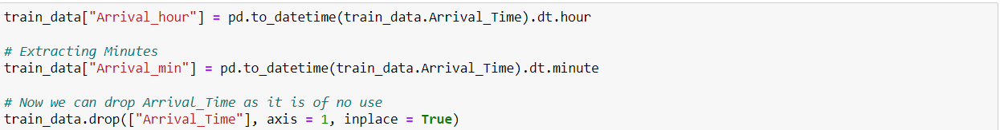 train_data["Arrival_hour"] = pd.to_datetime(train_data.Arrival_Time).dt.hour
# Extracting Minutes
train_data["Arrival_min"] = pd.to_datetime(train_data.Arrival_Time).dt.minute
# Now we can drop Arrival_Time as it is of no use
train_data.drop(["Arrival_Time"], axis = 1, inplace = True)